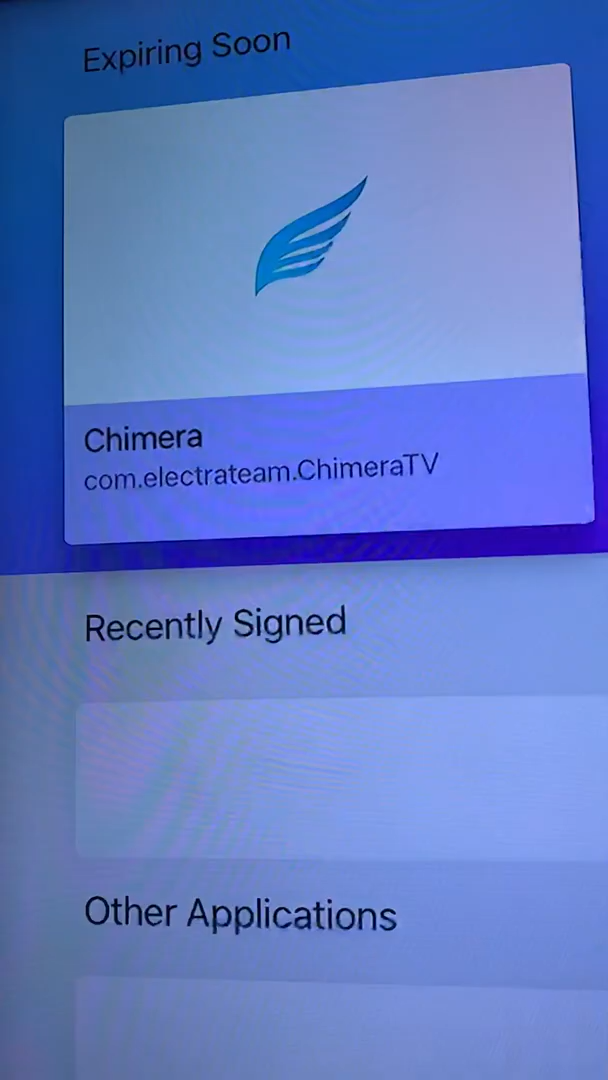 Expiring Soon
Chimera
com.electrateam.ChimeraTV
Recently Signed
Other Applications